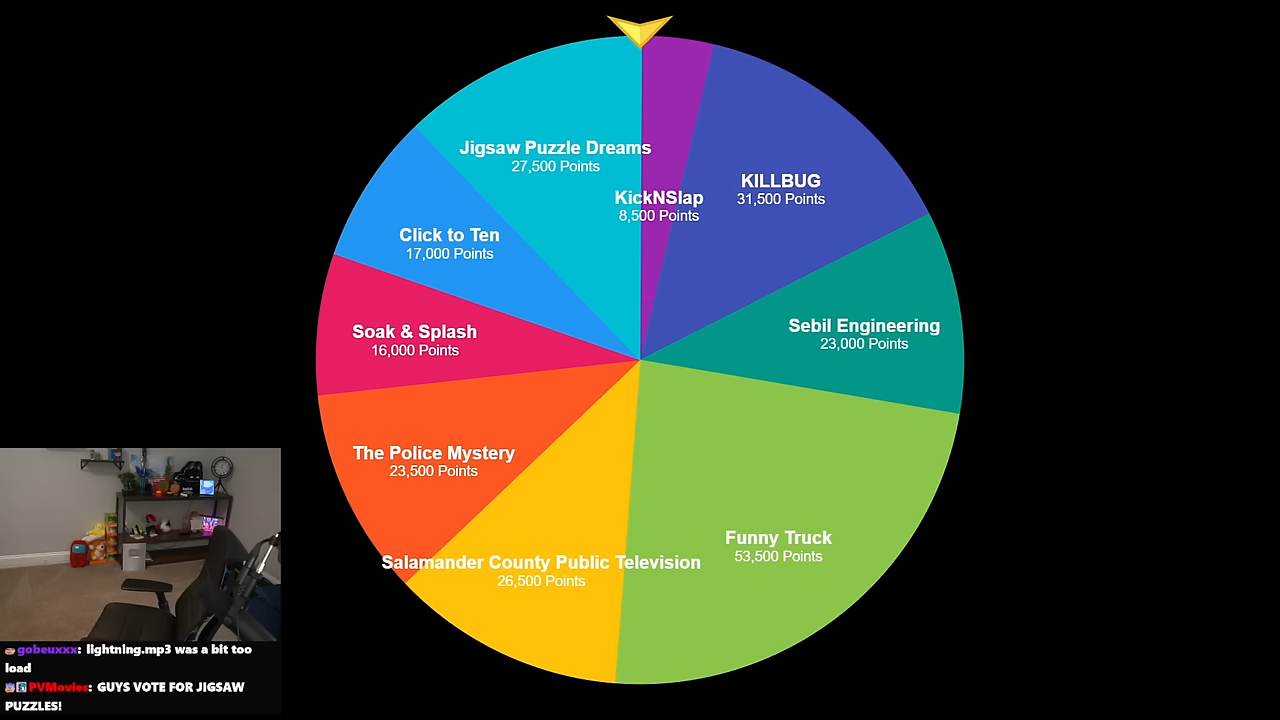 Jigsaw Puzzle Dreams
27,500 Points
KickNSlap
8,500 Points
KILLBUG
31,500 Points
Click to Ten
17,000 Points
Sebil Engineering
23,000 Points
Soak & Splash
16,000 Points
The Police Mystery
23,500 Points
Funny Truck
53,500 Points
Salamander County Public Television
26,500 Points
gobeuxxx: lightning.mp3 was a bit too
load
PVMovies: GUYS VOTE FOR JIGSAW
PUZZLES!